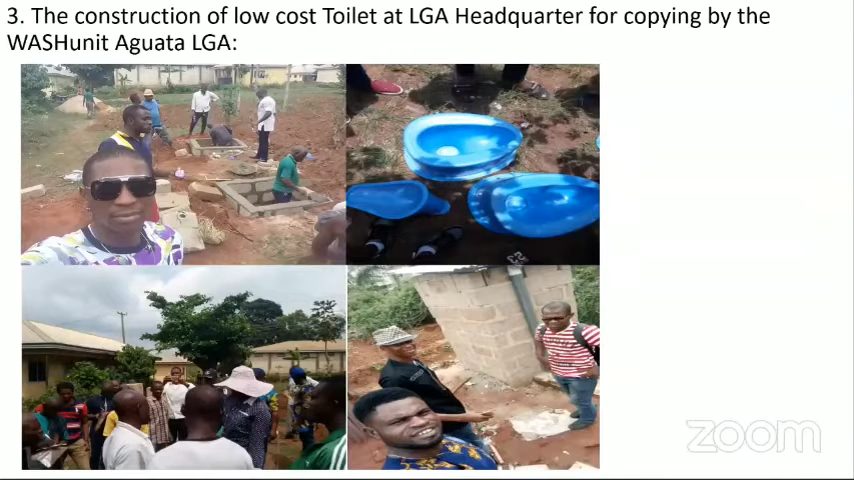 3. The construction of low cost Toilet at LGA Headquarter for copying by the
WASHunit Aguata LGA:
zoom